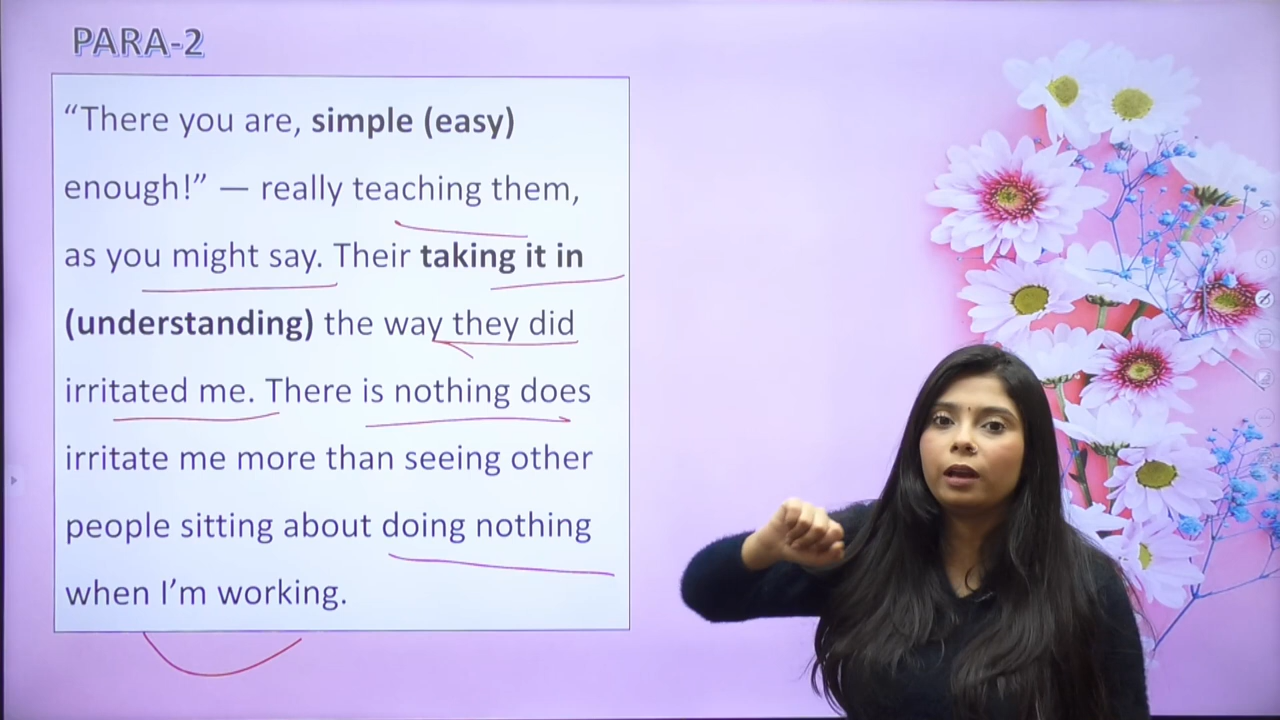 PARA-2
“There you are, simple (easy)
enough!” — really teaching them,
as you might say. Their taking it in
(understanding) the way they did
irritated me. There is nothing does
irritate me more than seeing other
people sitting about doing nothing
when I’m working.